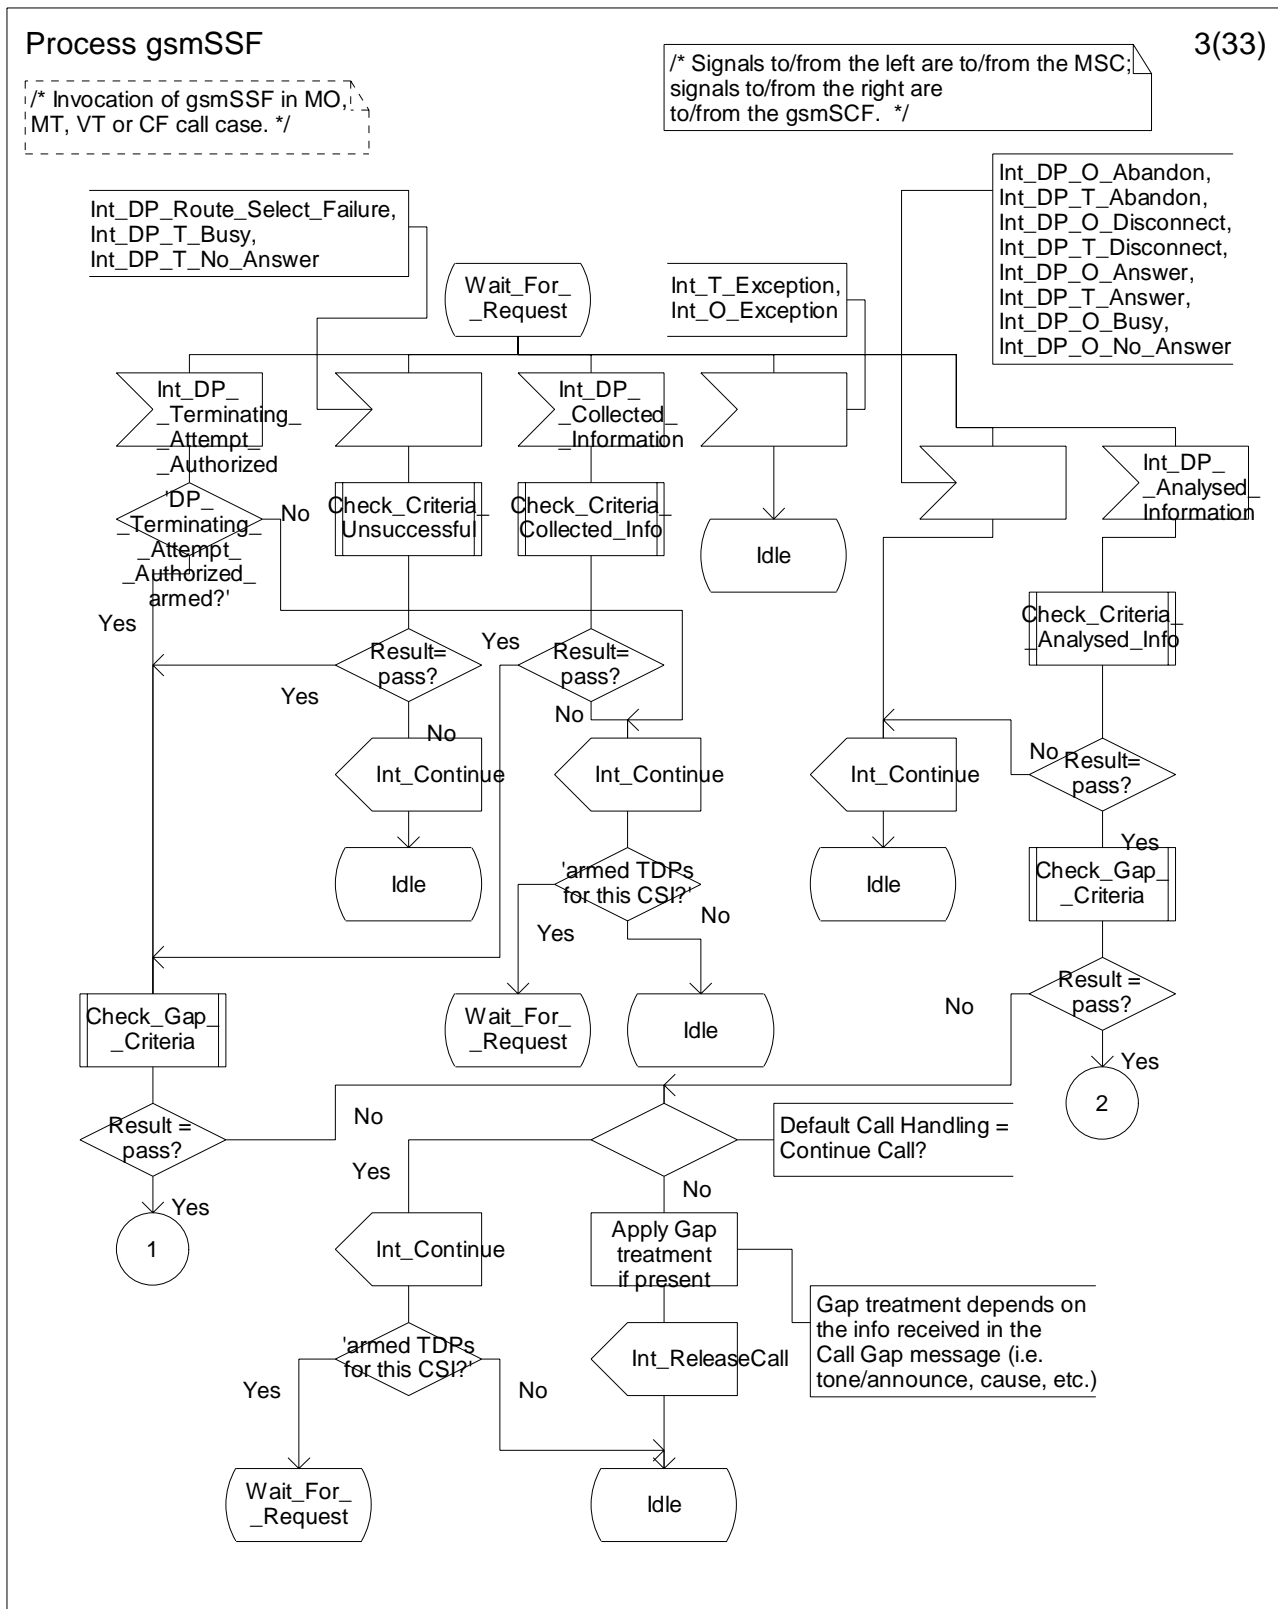 Process gsmSSF
3(33)
/* Invocation of gsmSSF in MO,
MT, VT or CF call case. */
/* Signals to/from the left are to/from the MSC;
signals to/from the right are
to/from the gsmSCF.  */
Int_DP_Route_Select_Failure,
Int_DP_T_Busy,
Int_DP_T_No_Answer
Wait_For_
_Request
Int_T_Exception,
Int_O_Exception
Int_DP_O_Abandon,
Int_DP_T_Abandon,
Int_DP_O_Disconnect,
Int_DP_T_Disconnect,
Int_DP_O_Answer,
Int_DP_T_Answer,
Int_DP_O_Busy,
Int_DP_O_No_Answer
Int_DP_
_Terminating_
_Attempt_
_Authorized
Int_DP_
_Collected_
_Information
Int_DP_
_Analysed_
_Information
'DP_
_Terminating_
_Attempt_
_Authorized_
armed?'
No
Yes
Check_Criteria_
_Unsuccessful
Check_Criteria_
_Collected_Info
Idle
Check_Criteria_
_Analysed_Info
Result=
pass?
Yes
No
Result=
pass?
Yes
No
Result=
pass?
No
Yes
Int_Continue
Int_Continue
Int_Continue
Idle
'armed TDPs
for this CSI?'
Yes
No
Idle
Check_Gap_
_Criteria
Check_Gap_
_Criteria
Wait_For_
_Request
Idle
Result =
pass?
No
Yes
2
Result =
pass?
No
Yes
1
Default Call Handling =
Continue Call?
Yes
No
Int_Continue
Apply Gap
treatment
if present
Gap treatment depends on
the info received in the
Call Gap message (i.e.
tone/announce, cause, etc.)
'armed TDPs
for this CSI?'
Yes
No
Int_ReleaseCall
Wait_For_
_Request
Idle